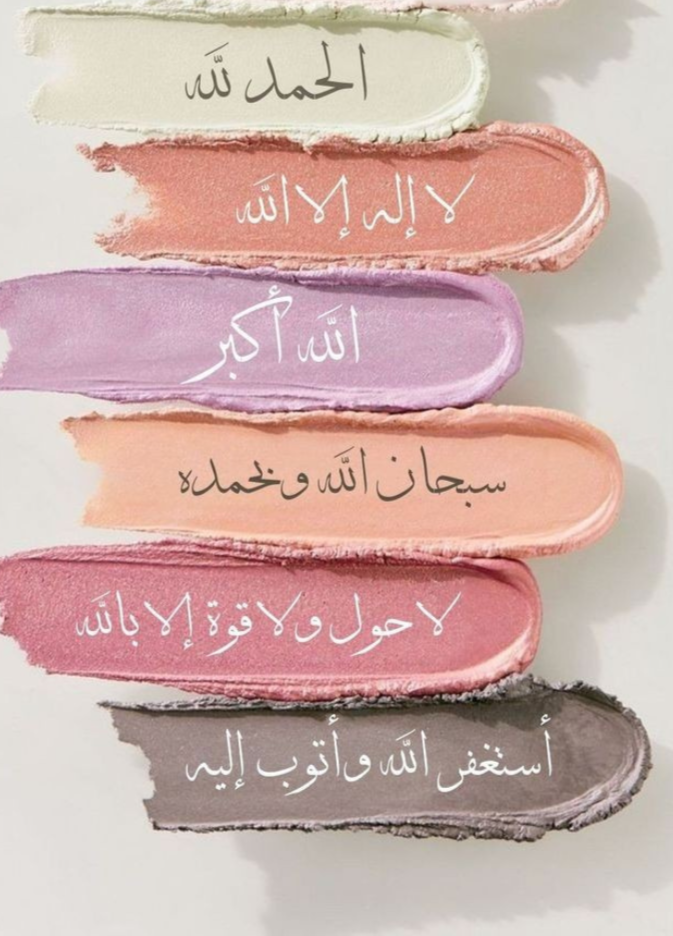 الحمد لله
لا إله إلا الله
الله أكبر
سبحان الله وبحمده
لا حول ولا قوة إلا بالله
أستغفر الله وأتوب إليه